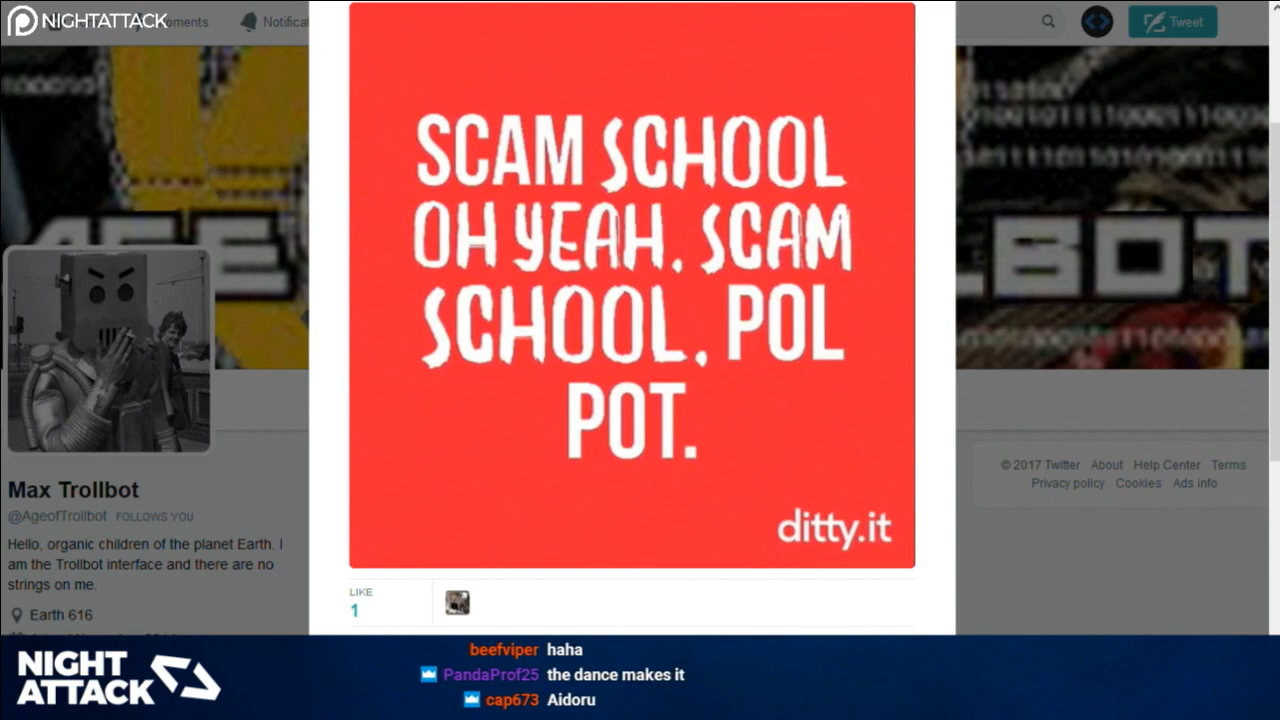 NIGHTATTACK
Tweet
SCAM SCHOOL
OH YEAH. SCAM
SCHOOL. POL
POT.
ditty.it
BOT
Max Trollbot
@AgeofTrollbot FOLLOWS YOU
Hello, organic children of the planet Earth. I
am the Trollbot interface and there are no
strings on me.
Earth 616
© 2017 Twitter About Help Center Terms
Privacy policy Cookies Ads info
LIKE
1
NIGHT
ATTACK
beefviper haha
PandaProf25 the dance makes it
cap673 Aidoru